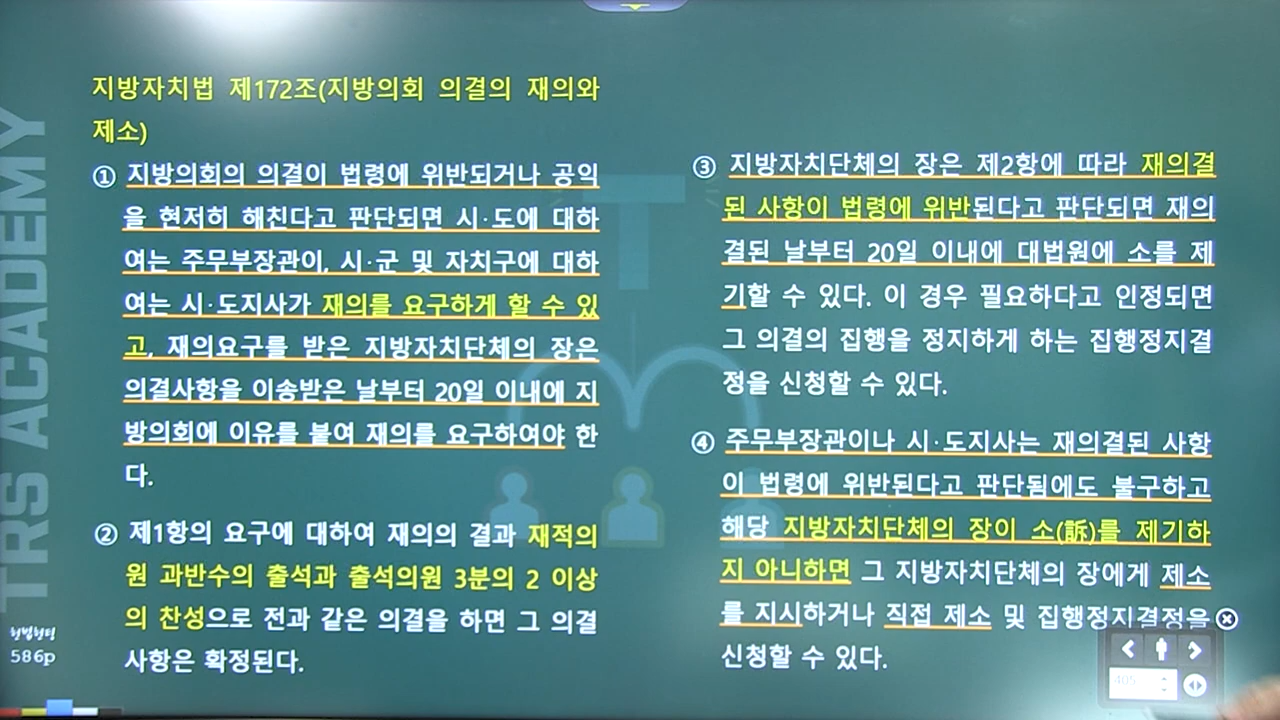 지방자치법 제172조(지방의회 의결의 재의와
제소)
① 지방의회의 의결이 법령에 위반되거나 공익
을 현저히 해친다고 판단되면 시·도에 대하
여는 주무부장관이, 시·군 및 자치구에 대하
여는 시·도지사가 재의를 요구하게 할 수 있
고, 재의요구를 받은 지방자치단체의 장은
의결사항을 이송받은 날부터 20일 이내에 지
방의회에 이유를 붙여 재의를 요구하여야 한
다.
② 제1항의 요구에 대하여 재의의 결과 재적의
원 과반수의 출석과 출석의원 3분의 2 이상
의 찬성으로 전과 같은 의결을 하면 그 의결
사항은 확정된다.
③ 지방자치단체의 장은 제2항에 따라 재의결
된 사항이 법령에 위반된다고 판단되면 재의
결된 날부터 20일 이내에 대법원에 소를 제
기할 수 있다. 이 경우 필요하다고 인정되면
그 의결의 집행을 정지하게 하는 집행정지결
정을 신청할 수 있다.
④ 주무부장관이나 시·도지사는 재의결된 사항
이 법령에 위반된다고 판단됨에도 불구하고
해당 지방자치단체의 장이 소(訴)를 제기하
지 아니하면 그 지방자치단체의 장에게 제소
를 지시하거나 직접 제소 및 집행정지결정을
신청할 수 있다.
TRS ACADEMY
헌법헌터
586p
405